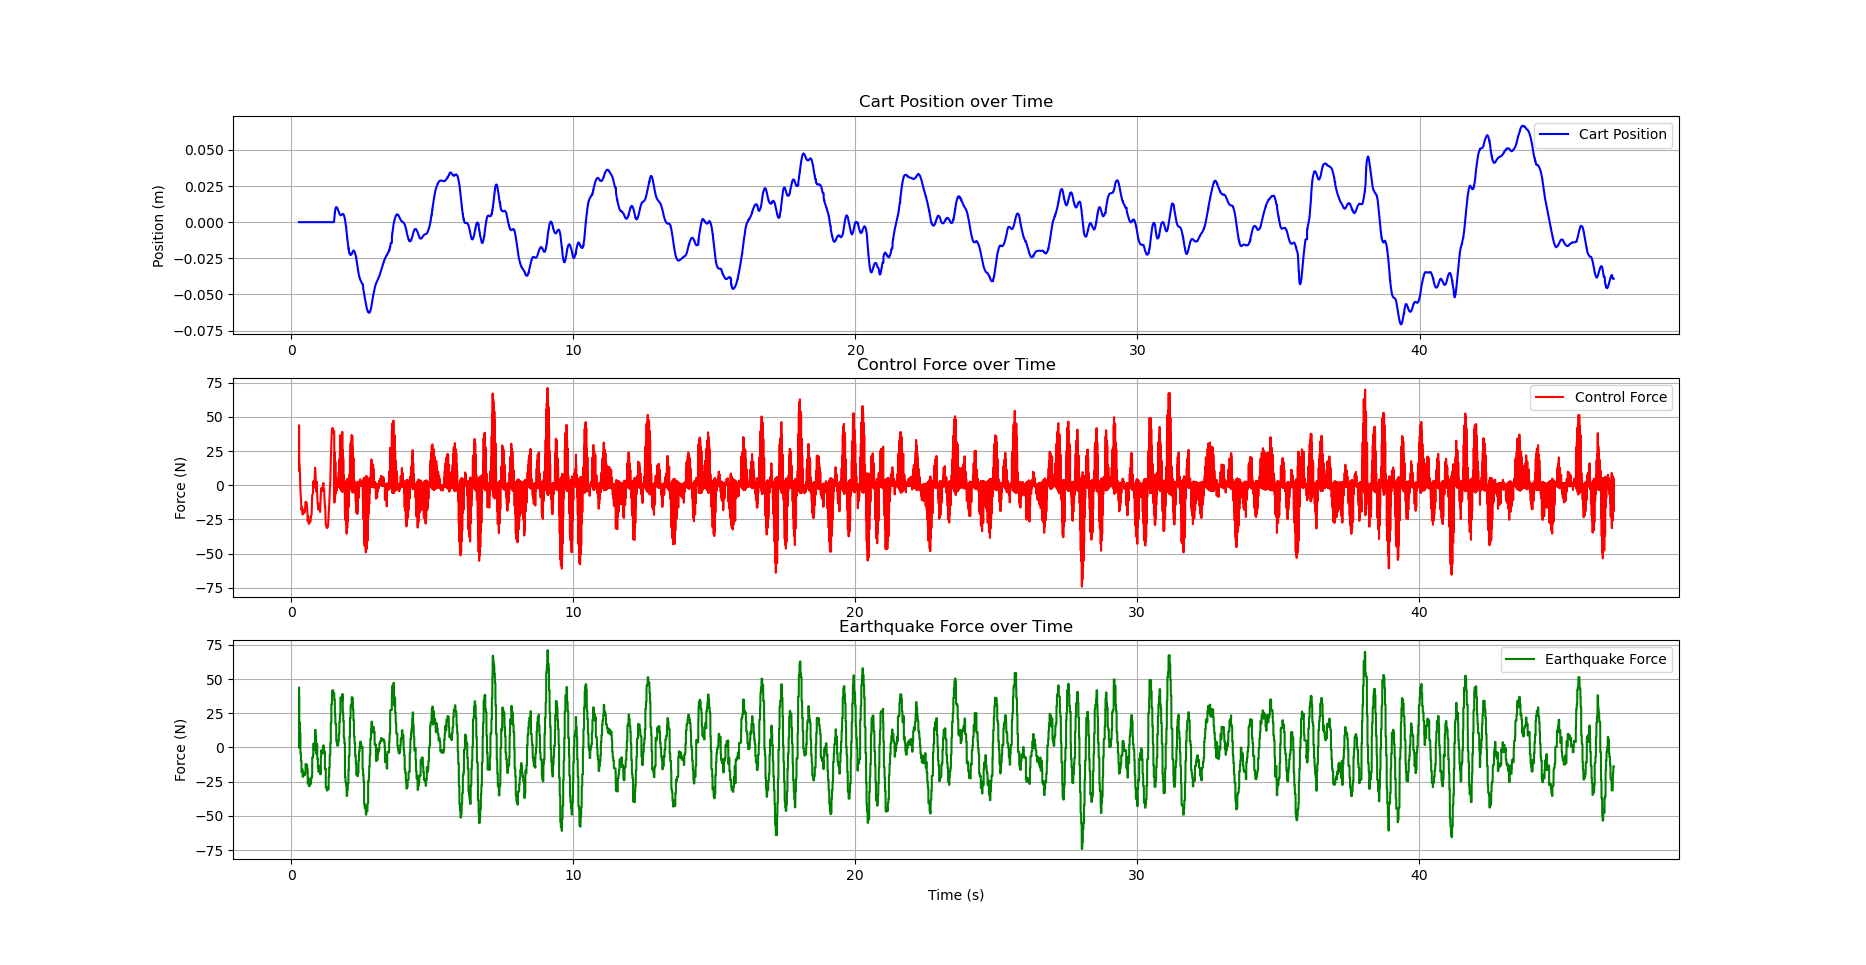 Cart Position over Time
Cart Position
Position (m)
0.050
0.025
0.000
−0.025
−0.050
−0.075
0 10 20 30 40
Control Force over Time
Control Force
Force (N)
75
50
25
0
−25
−50
−75
0 10 20 30 40
Earthquake Force over Time
Earthquake Force
Force (N)
75
50
25
0
−25
−50
−75
0 10 20 30 40
Time (s)